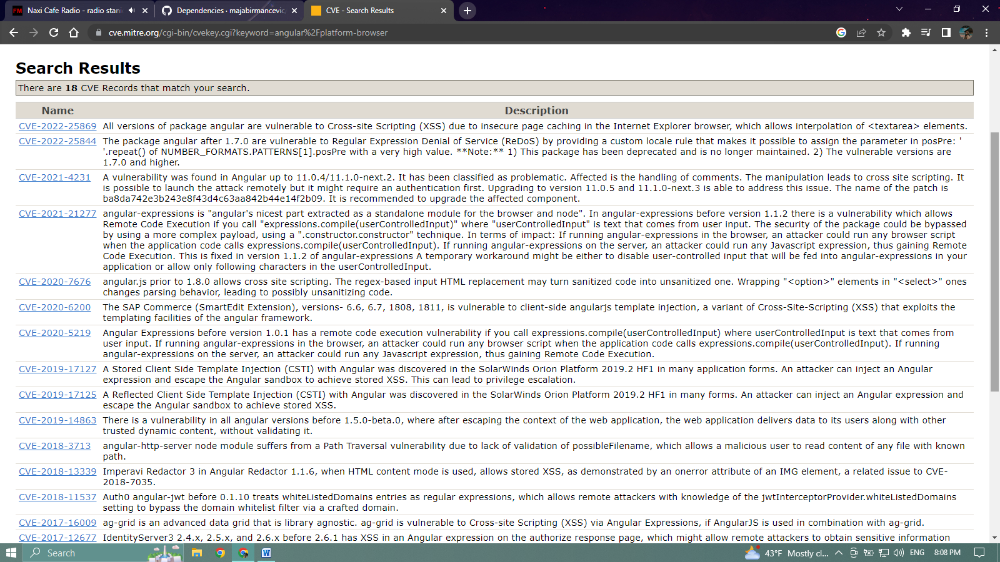 Naxi Cafe Radio - radio stani
Dependencies · majabirmancevic
CVE - Search Results
cve.mitre.org/cgi-bin/cvekey.cgi?keyword=angular%2Fplatform-browser
Search Results
There are 18 CVE Records that match your search.
Name Description
CVE-2022-25869 All versions of package angular are vulnerable to Cross-site Scripting (XSS) due to insecure page caching in the Internet Explorer browser, which allows interpolation of <textarea> elements.
CVE-2022-25844 The package angular after 1.7.0 are vulnerable to Regular Expression Denial of Service (ReDoS) by providing a custom locale rule that makes it possible to assign the parameter in posPre: '
'.repeat() of NUMBER_FORMATS.PATTERNS[1].posPre with a very high value. **Note:** 1) This package has been deprecated and is no longer maintained. 2) The vulnerable versions are
1.7.0 and higher.
CVE-2021-4231 A vulnerability was found in Angular up to 11.0.4/11.1.0-next.2. It has been classified as problematic. Affected is the handling of comments. The manipulation leads to cross site scripting. It
is possible to launch the attack remotely but it might require an authentication first. Upgrading to version 11.0.5 and 11.1.0-next.3 is able to address this issue. The name of the patch is
ba8da742e3b243e8f43d4c63aa842b44e14f2b09. It is recommended to upgrade the affected component.
CVE-2021-21277 angular-expressions is "angular's nicest part extracted as a standalone module for the browser and node". In angular-expressions before version 1.1.2 there is a vulnerability which allows
Remote Code Execution if you call "expressions.compile(userControlledInput)" where "userControlledInput" is text that comes from user input. The security of the package could be bypassed
by using a more complex payload, using a ".constructor.constructor" technique. In terms of impact: If running angular-expressions in the browser, an attacker could run any browser script
when the application code calls expressions.compile(userControlledInput). If running angular-expressions on the server, an attacker could run any Javascript expression, thus gaining Remote
Code Execution. This is fixed in version 1.1.2 of angular-expressions A temporary workaround might be either to disable user-controlled input that will be fed into angular-expressions in your
application or allow only following characters in the userControlledInput.
CVE-2020-7676 angular.js prior to 1.8.0 allows cross site scripting. The regex-based input HTML replacement may turn sanitized code into unsanitized one. Wrapping "<option>" elements in "<select>" ones
changes parsing behavior, leading to possibly unsanitizing code.
CVE-2020-6200 The SAP Commerce (SmartEdit Extension), versions- 6.6, 6.7, 1808, 1811, is vulnerable to client-side angularjs template injection, a variant of Cross-Site-Scripting (XSS) that exploits the
templating facilities of the angular framework.
CVE-2020-5219 Angular Expressions before version 1.0.1 has a remote code execution vulnerability if you call expressions.compile(userControlledInput) where userControlledInput is text that comes from
user input. If running angular-expressions in the browser, an attacker could run any browser script when the application code calls expressions.compile(userControlledInput). If running
angular-expressions on the server, an attacker could run any Javascript expression, thus gaining Remote Code Execution.
CVE-2019-17127 A Stored Client Side Template Injection (CSTI) with Angular was discovered in the SolarWinds Orion Platform 2019.2 HF1 in many application forms. An attacker can inject an Angular
expression and escape the Angular sandbox to achieve stored XSS. This can lead to privilege escalation.
CVE-2019-17125 A Reflected Client Side Template Injection (CSTI) with Angular was discovered in the SolarWinds Orion Platform 2019.2 HF1 in many forms. An attacker can inject an Angular expression and
escape the Angular sandbox to achieve stored XSS.
CVE-2019-14863 There is a vulnerability in all angular versions before 1.5.0-beta.0, where after escaping the context of the web application, the web application delivers data to its users along with other
trusted dynamic content, without validating it.
CVE-2018-3713 angular-http-server node module suffers from a Path Traversal vulnerability due to lack of validation of possibleFilename, which allows a malicious user to read content of any file with known
path.
CVE-2018-13339 Imperavi Redactor 3 in Angular Redactor 1.1.6, when HTML content mode is used, allows stored XSS, as demonstrated by an onerror attribute of an IMG element, a related issue to CVE-
2018-7035.
CVE-2018-11537 Auth0 angular-jwt before 0.1.10 treats whiteListedDomains entries as regular expressions, which allows remote attackers with knowledge of the jwtInterceptorProvider.whiteListedDomains
setting to bypass the domain whitelist filter via a crafted domain.
CVE-2017-16009 ag-grid is an advanced data grid that is library agnostic. ag-grid is vulnerable to Cross-site Scripting (XSS) via Angular Expressions, if AngularJS is used in combination with ag-grid.
CVE-2017-12677 IdentityServer3 2.4.x, 2.5.x, and 2.6.x before 2.6.1 has XSS in an Angular expression on the authorize response page, which might allow remote attackers to obtain sensitive information
Search
43°F Mostly cl... ENG 8:08 PM